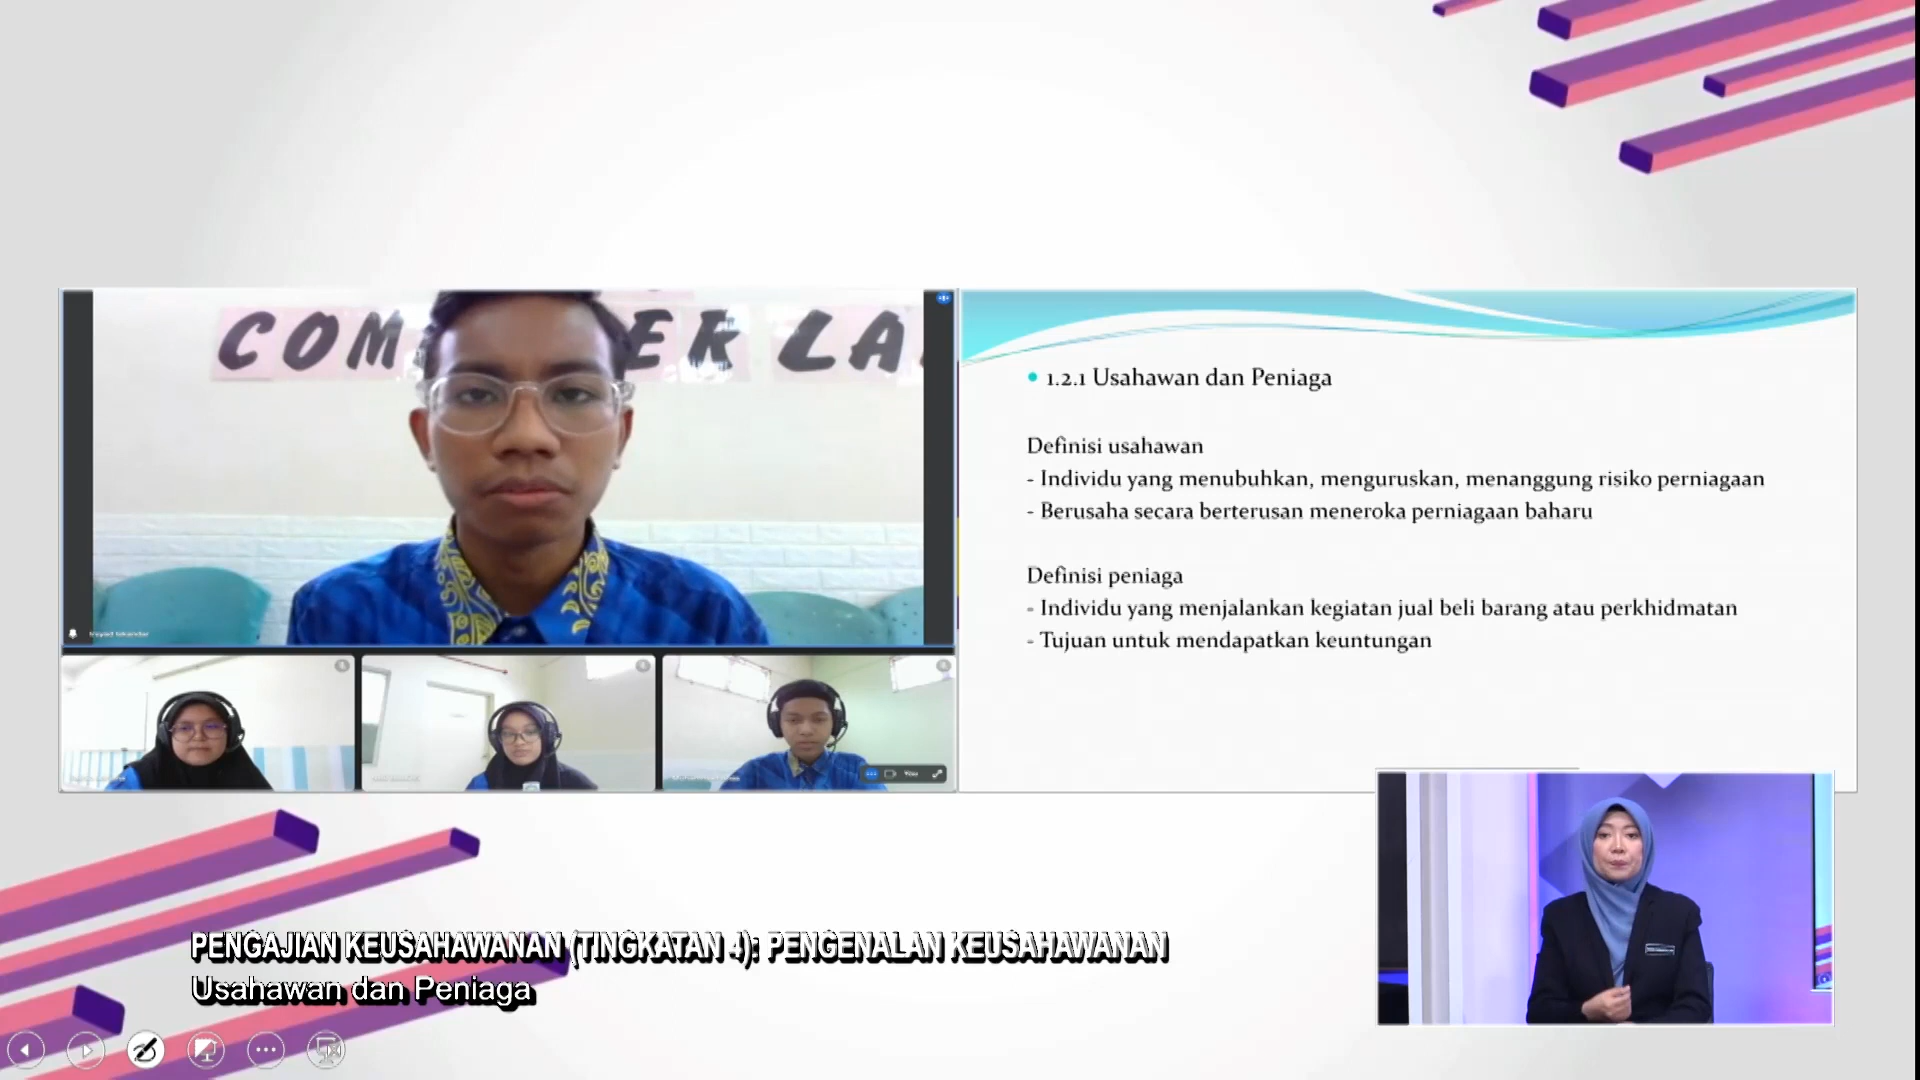 COM ER LA
1.2.1 Usahawan dan Peniaga
Definisi usahawan
- Individu yang menubuhkan, menguruskan, menanggung risiko perniagaan
- Berusaha secara berterusan meneroka perniagaan baharu
Definisi peniaga
- Individu yang menjalankan kegiatan jual beli barang atau perkhidmatan
- Tujuan untuk mendapatkan keuntungan
You
PENGAJIAN KEUSAHAWANAN (TINGKATAN 4): PENGENALAN KEUSAHAWANAN
Usahawan dan Peniaga